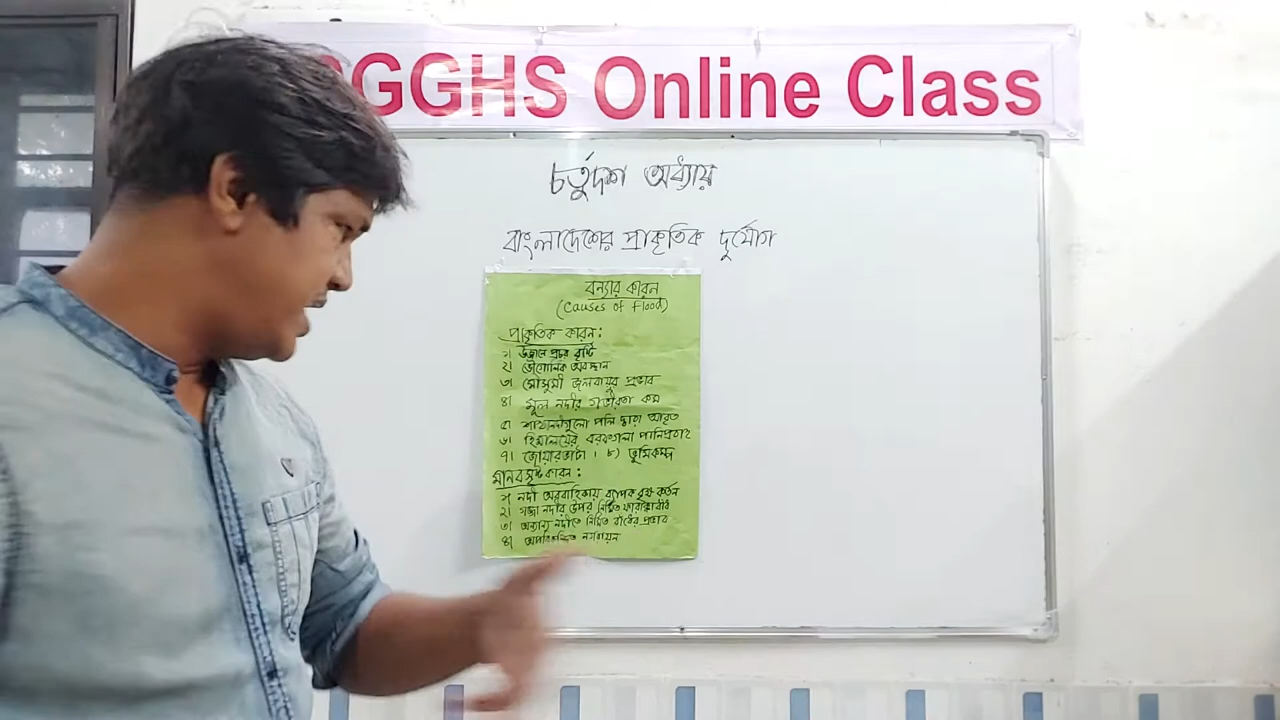 GGHS Online Class
চর্তুদশ অধ্যায়
বাংলাদেশের প্রাকৃতিক দুর্যোগ
বন্যার কারন
(Causes of Flood)
প্রাকৃতিক কারন:
১। উজানে প্রচুর বৃষ্টি
২। ভৌগোলিক অবস্থান
৩। মৌসুমী জলবায়ুর প্রভাব
৪। মূল নদীর গভীরতা কম
৫। শাখানদীগুলো পলি দ্বারা আবৃত
৬। হিমালয়ের বরফগলা পানিপ্রবাহ
৭। জোয়ারভাটা। ৮) ভূমিকম্প
মানবসৃষ্ট কারন:
১। নদী অববাহিকায় ব্যাপক বৃক্ষ কর্তন
২। গঙ্গা নদীর উপর নির্মিত ফারাক্কাবাঁধ
৩। অন্যান্য নদীতে নির্মিত বাঁধের প্রভাব
৪। অপরিকল্পিত নগরায়ন